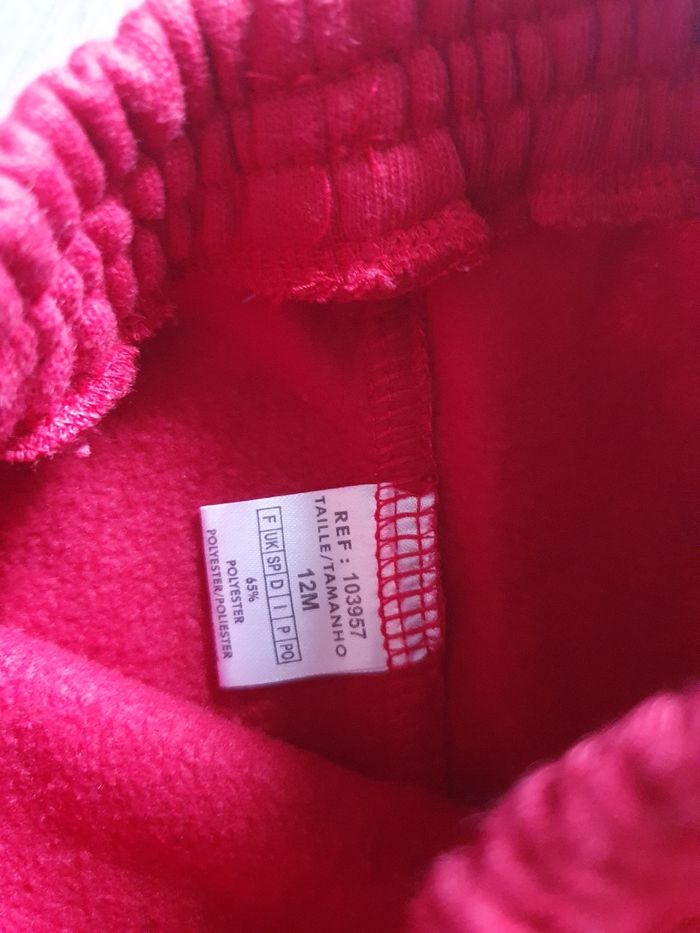 REF : 103957
TAILLE/TAMANHO
12M
F UK SP D I P PO
65%
POLYESTER
POLYESTER/POLIESTER